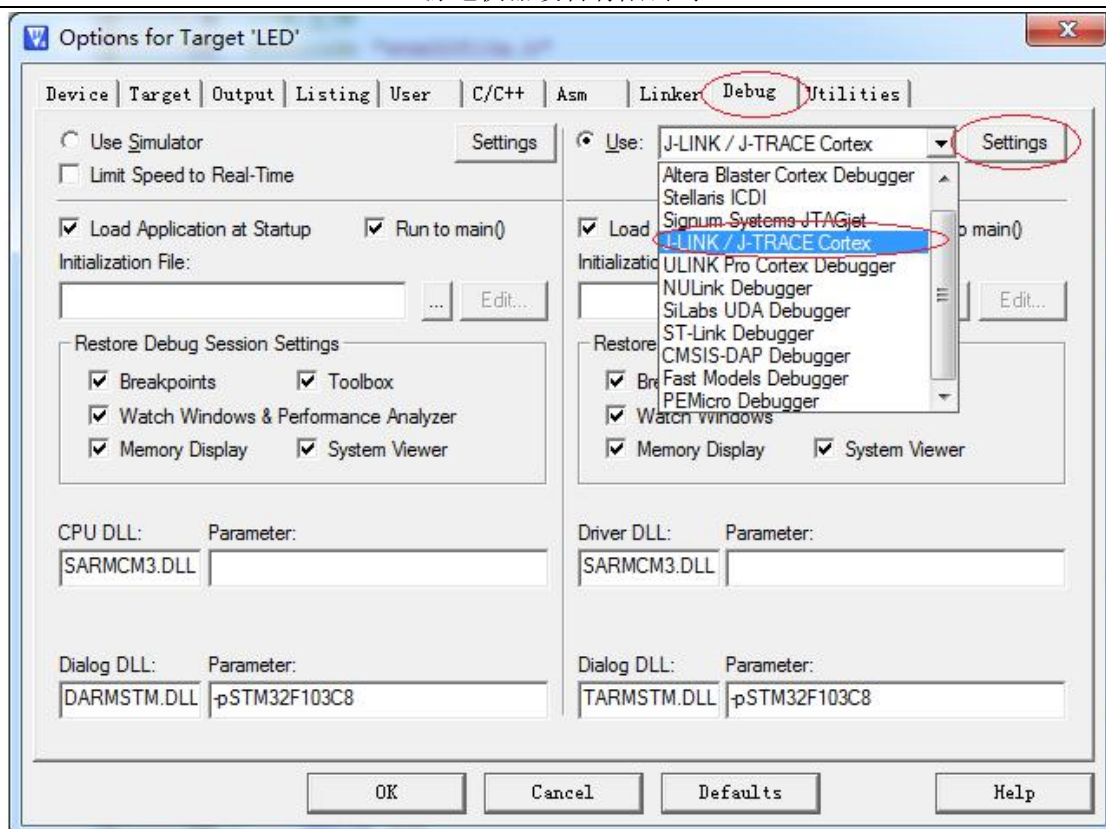 Options for Target 'LED'
Device Target Output Listing User C/C++ Asm Linker Debug Utilities
Use Simulator
Settings
Limit Speed to Real-Time
Load Application at Startup
Run to main()
Initialization File:
...
Edit...
Restore Debug Session Settings
Breakpoints
Toolbox
Watch Windows & Performance Analyzer
Memory Display
System Viewer
CPU DLL:
Parameter:
SARMCM3.DLL
Dialog DLL:
Parameter:
DARMSTM.DLL
-pSTM32F103C8
Use:
J-LINK / J-TRACE Cortex
Settings
Altera Blaster Cortex Debugger
Stellaris ICDI
Signum Systems JTAGjet
J-LINK / J-TRACE Cortex
ULINK Pro Cortex Debugger
NULink Debugger
SiLabs UDA Debugger
ST-Link Debugger
CMSIS-DAP Debugger
Fast Models Debugger
PEMicro Debugger
Load
main()
Edit...
Restore
Watch Windows
Memory Display
System Viewer
Driver DLL:
Parameter:
SARMCM3.DLL
Dialog DLL:
Parameter:
TARMSTM.DLL
-pSTM32F103C8
OK
Cancel
Defaults
Help